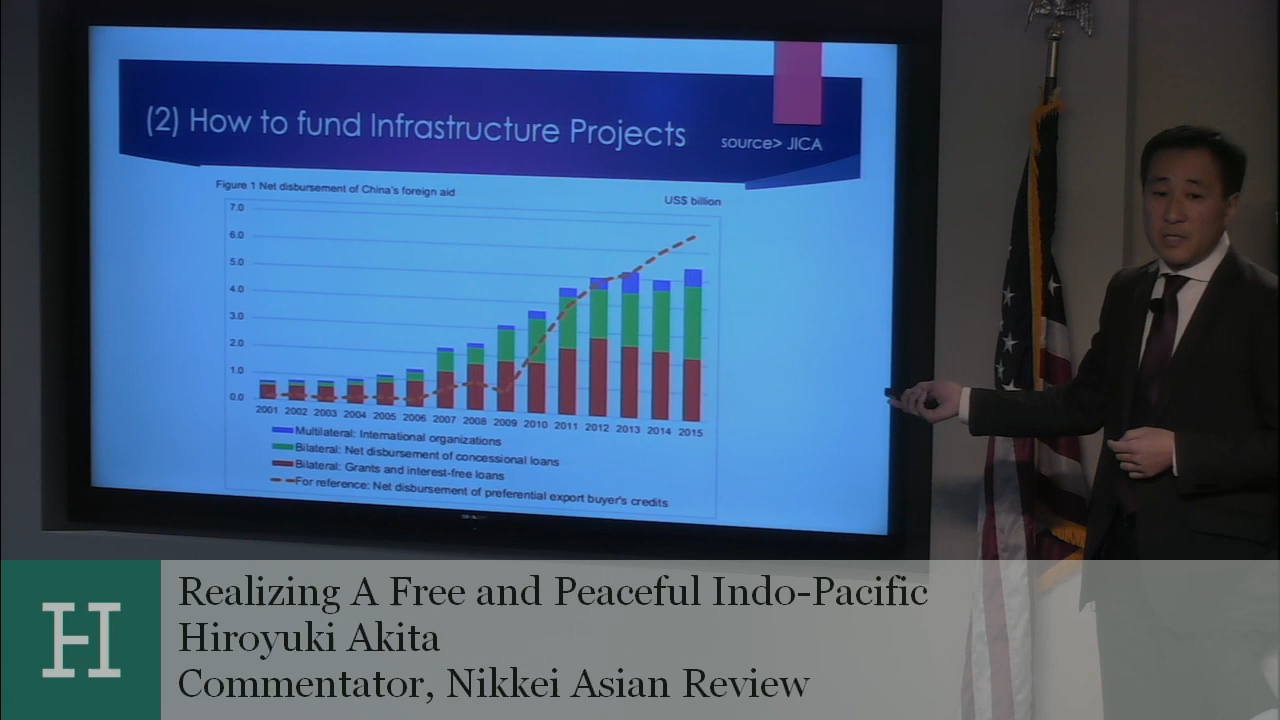 (2) How to fund Infrastructure Projects
source> JICA
Figure 1 Net disbursement of China's foreign aid
US$ billion
7.0
6.0
5.0
4.0
3.0
2.0
1.0
0.0
2001 2002 2003 2004 2005 2006 2007 2008 2009 2010 2011 2012 2013 2014 2015
Multilateral: International organizations
Bilateral: Net disbursement of concessional loans
Bilateral: Grants and interest-free loans
For reference: Net disbursement of preferential export buyer's credits
H
Realizing A Free and Peaceful Indo-Pacific
Hiroyuki Akita
Commentator, Nikkei Asian Review